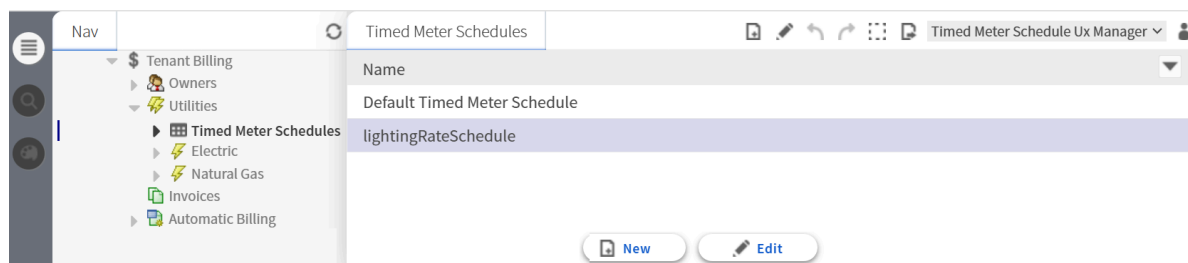 Nav
Tenant Billing
Owners
Utilities
Timed Meter Schedules
Electric
Natural Gas
Invoices
Automatic Billing
Timed Meter Schedules
Timed Meter Schedule Ux Manager
Name
Default Timed Meter Schedule
lightingRateSchedule
New
Edit